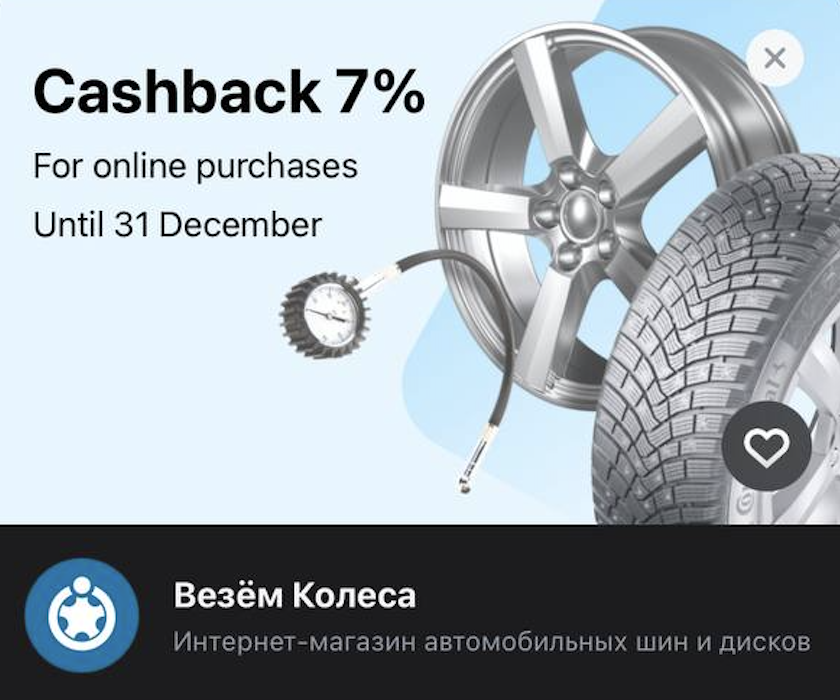 Cashback 7%
For online purchases
Until 31 December
Везём Колеса
Интернет-магазин автомобильных шин и дисков